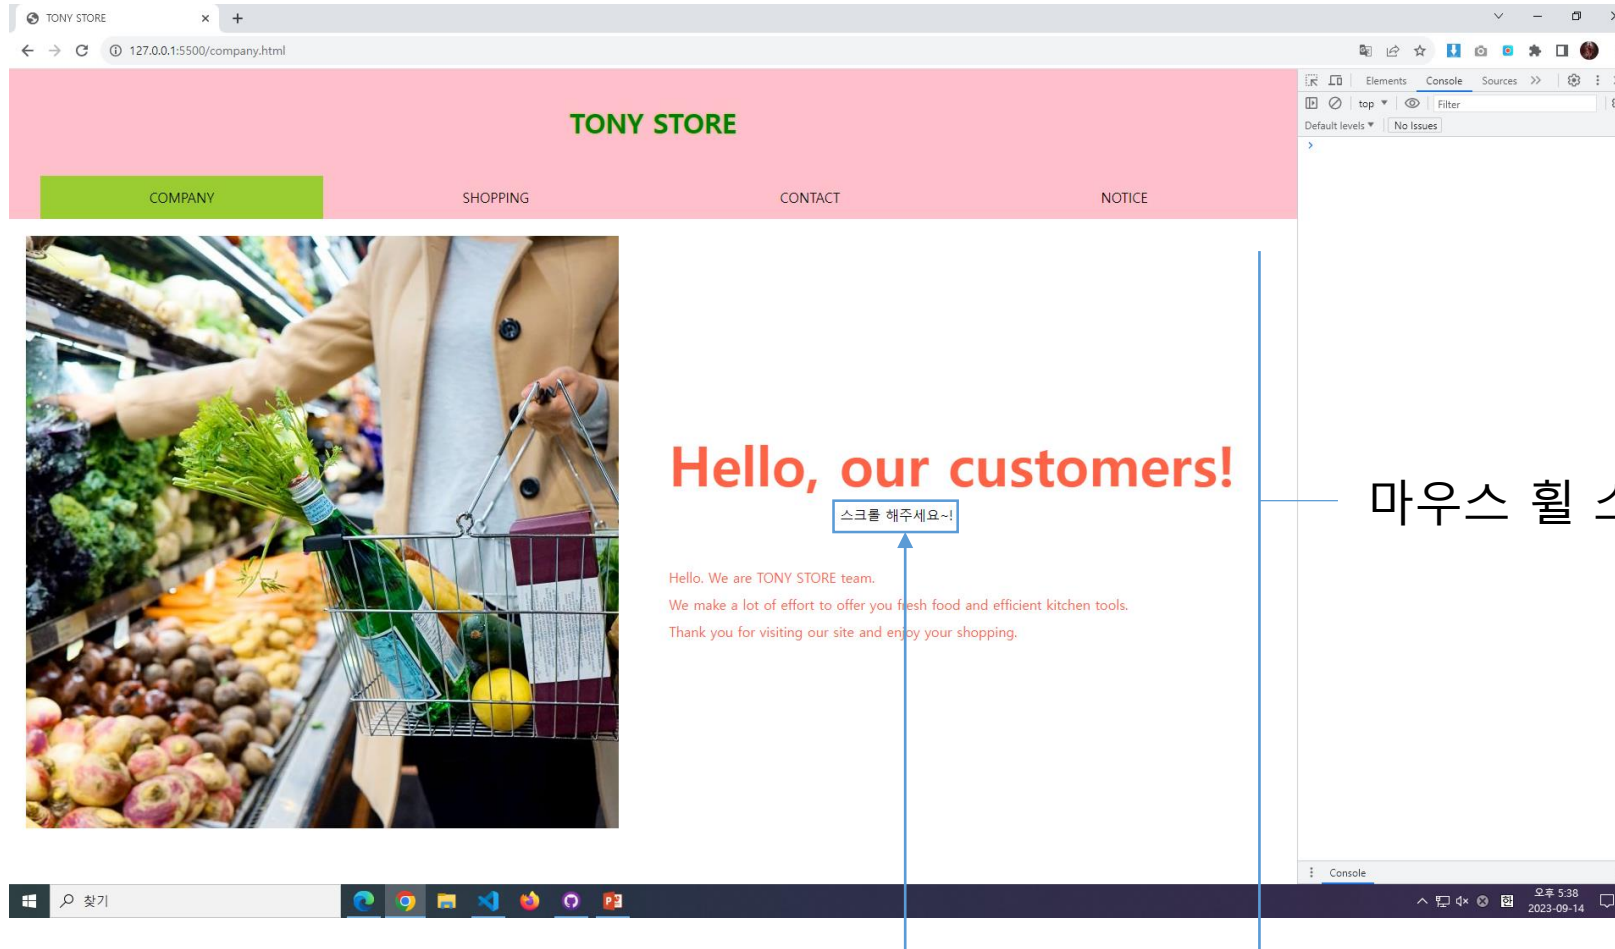 TONY STORE
127.0.0.1:5500/company.html
Elements Console Sources
top Filter
Default levels No Issues
TONY STORE
COMPANY SHOPPING CONTACT NOTICE
Hello, our customers!
스크롤 해주세요~!
마우스 휠
Hello. We are TONY STORE team.
We make a lot of effort to offer you fresh food and efficient kitchen tools.
Thank you for visiting our site and enjoy your shopping.
Console
찾기
한
오후 5:38
2023-09-14